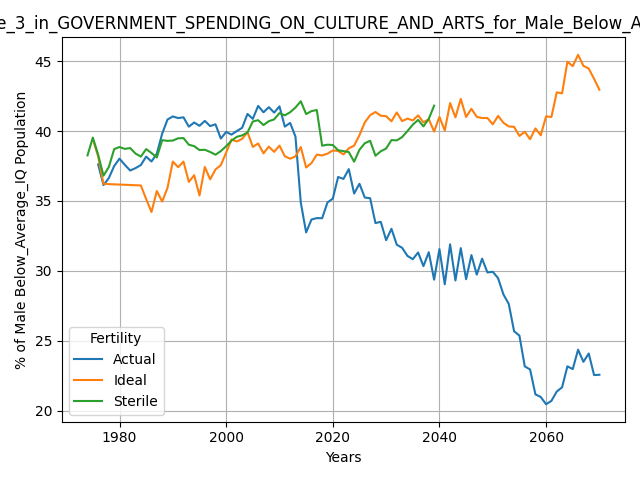 e_3_in_GOVERNMENT_SPENDING_ON_CULTURE_AND_ARTS_for_Male_Below_A
45
40
35
30
25
20
% of Male Below_Average_IQ Population
Fertility
Actual
Ideal
Sterile
1980 2000 2020 2040 2060
Years